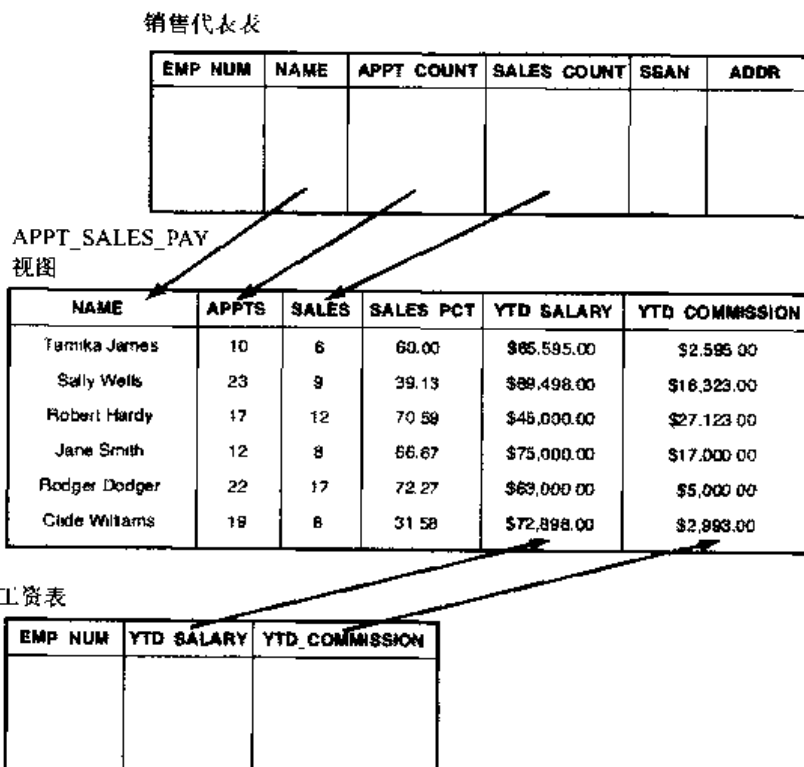 销售代表表
EMP NUM NAME APPT COUNT SALES COUNT SSAN ADDR
APPT_SALES_PAY
视图
NAME APPTS SALES SALES PCT YTD SALARY YTD COMMISSION
Tamika James 10 6 60.00 $65.595.00 $2.595 00
Sally Wells 23 9 39.13 $89,498.00 $16,323.00
Robert Hardy 17 12 70 59 $45,000.00 $27.123 00
Jane Smith 12 8 66.67 $75,000.00 $17.000 00
Rodger Dodger 22 17 72.27 $63,000 00 $5,000 00
Clide Williams 19 6 31 58 $72,898.00 $2,993.00
工资表
EMP NUM YTD SALARY YTD_COMMISSION